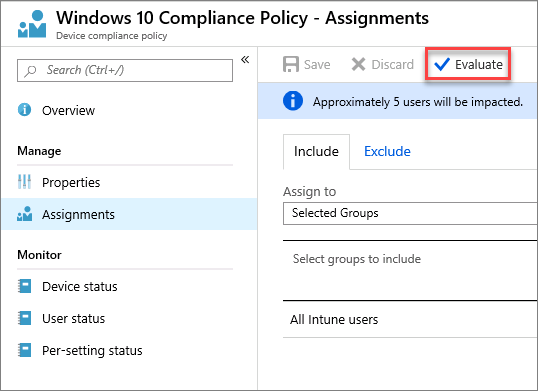 Windows 10 Compliance Policy - Assignments
Device compliance policy
Search (Ctrl+/)
«
Overview
Manage
Properties
Assignments
Monitor
Device status
User status
Per-setting status
Save Discard Evaluate
Approximately 5 users will be impacted.
Include Exclude
Assign to
Selected Groups
Select groups to include
All Intune users